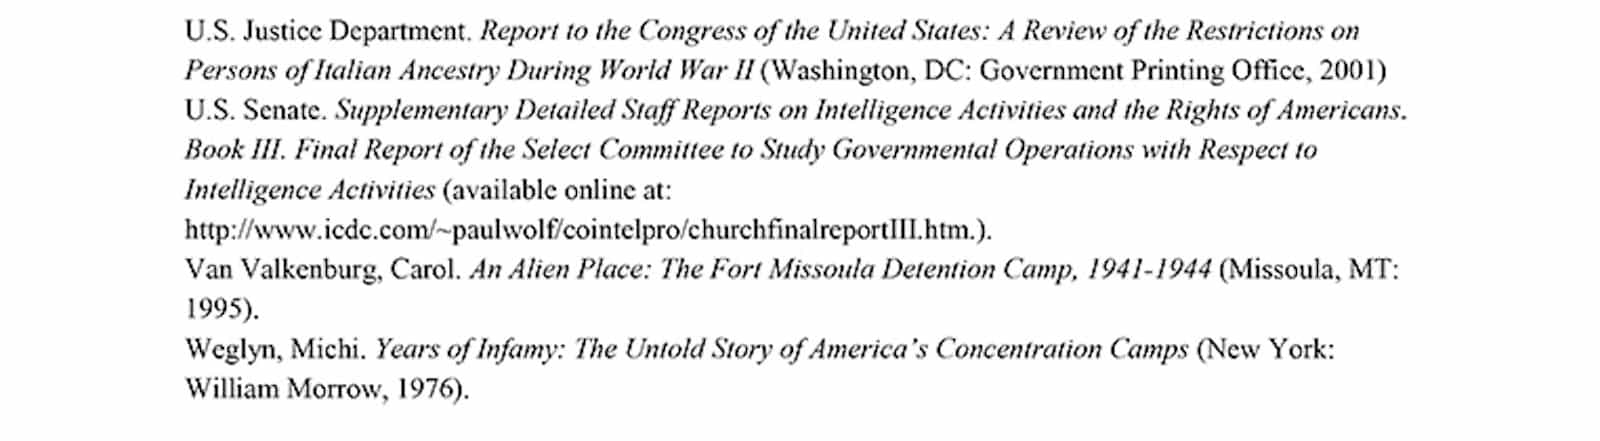 U.S. Justice Department. Report to the Congress of the United States: A Review of the Restrictions on
Persons of Italian Ancestry During World War II (Washington, DC: Government Printing Office, 2001)
U.S. Senate. Supplementary Detailed Staff Reports on Intelligence Activities and the Rights of Americans.
Book III. Final Report of the Select Committee to Study Governmental Operations with Respect to
Intelligence Activities (available online at:
http://www.icdc.com/~paulwolf/cointelpro/churchfinalreportIII.htm.).
Van Valkenburg, Carol. An Alien Place: The Fort Missoula Detention Camp, 1941-1944 (Missoula, MT:
1995).
Weglyn, Michi. Years of Infamy: The Untold Story of America's Concentration Camps (New York:
William Morrow, 1976).